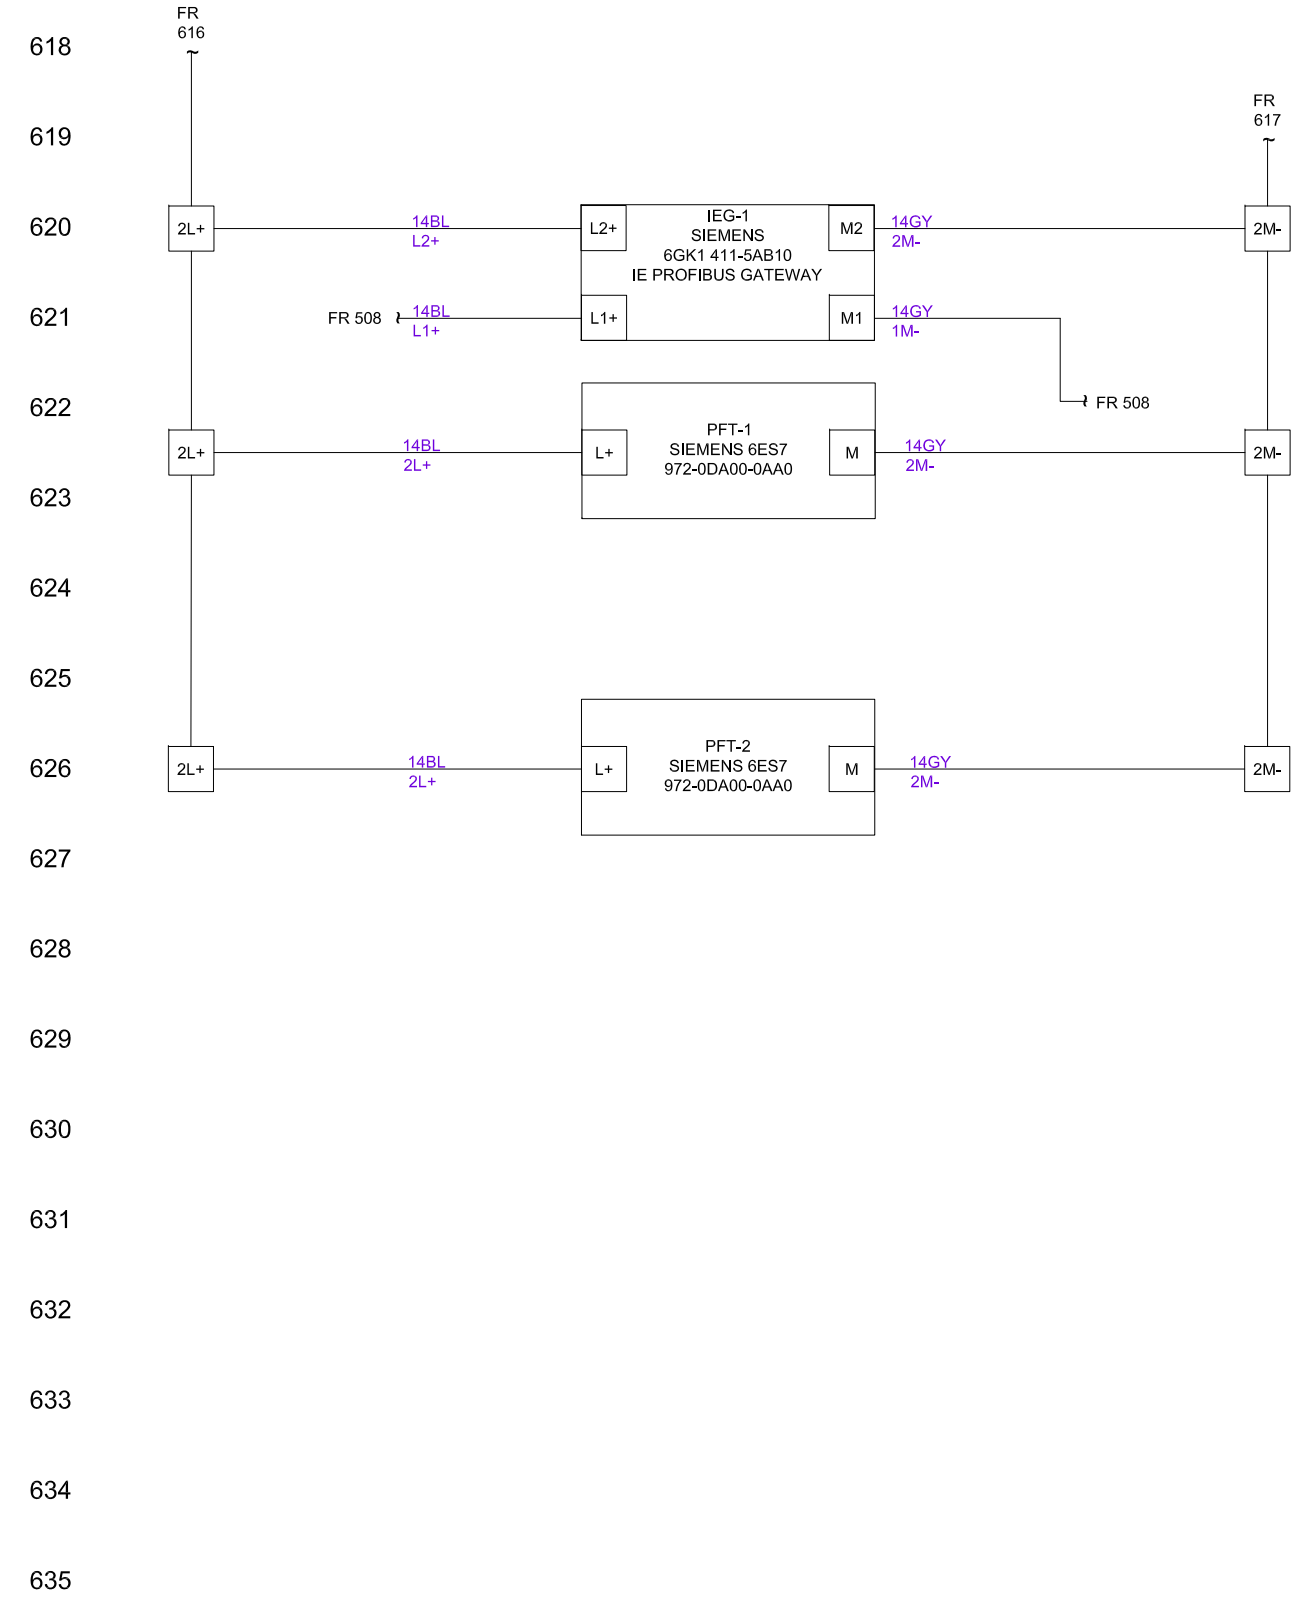 FR
616
618
FR
617
619
620
2L+
14BL
L2+
L2+
IEG-1
SIEMENS
6GK1 411-5AB10
IE PROFIBUS GATEWAY
M2
14GY
2M-
2M-
621
FR 508
14BL
L1+
L1+
M1
14GY
1M-
FR 508
622
2L+
14BL
2L+
L+
PFT-1
SIEMENS 6ES7
972-0DA00-0AA0
M
14GY
2M-
2M-
623
624
625
626
2L+
14BL
2L+
L+
PFT-2
SIEMENS 6ES7
972-0DA00-0AA0
M
14GY
2M-
2M-
627
628
629
630
631
632
633
634
635